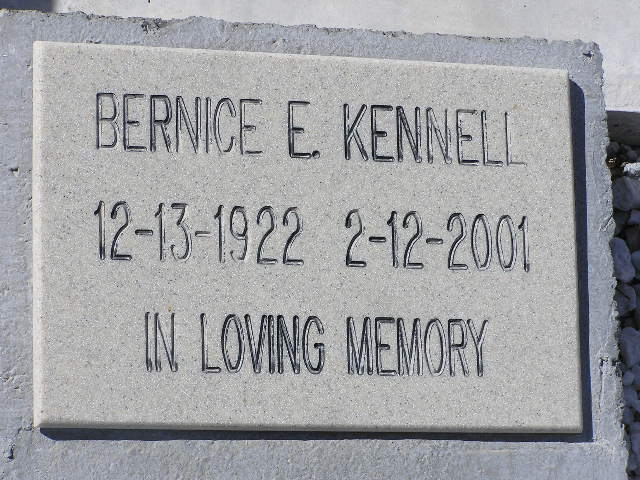 BERNICE E. KENNELL
12-13-1922 2-12-2001
IN LOVING MEMORY